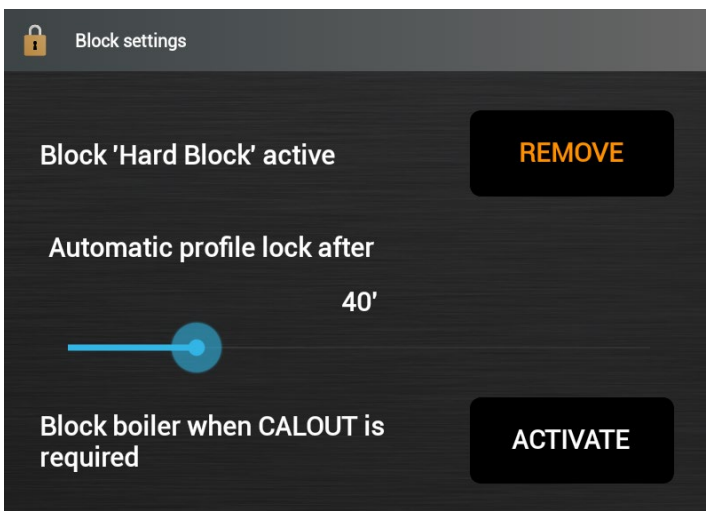 Block settings
Block 'Hard Block' active
REMOVE
Automatic profile lock after
40'
Block boiler when CALOUT is
required
ACTIVATE